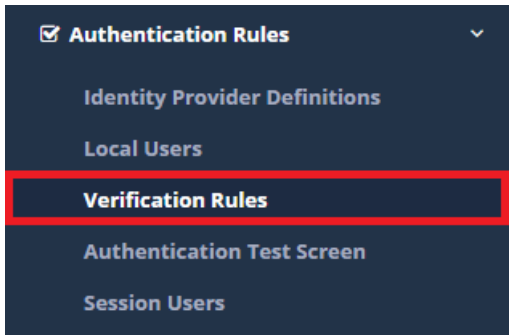 Authentication Rules
Identity Provider Definitions
Local Users
Verification Rules
Authentication Test Screen
Session Users